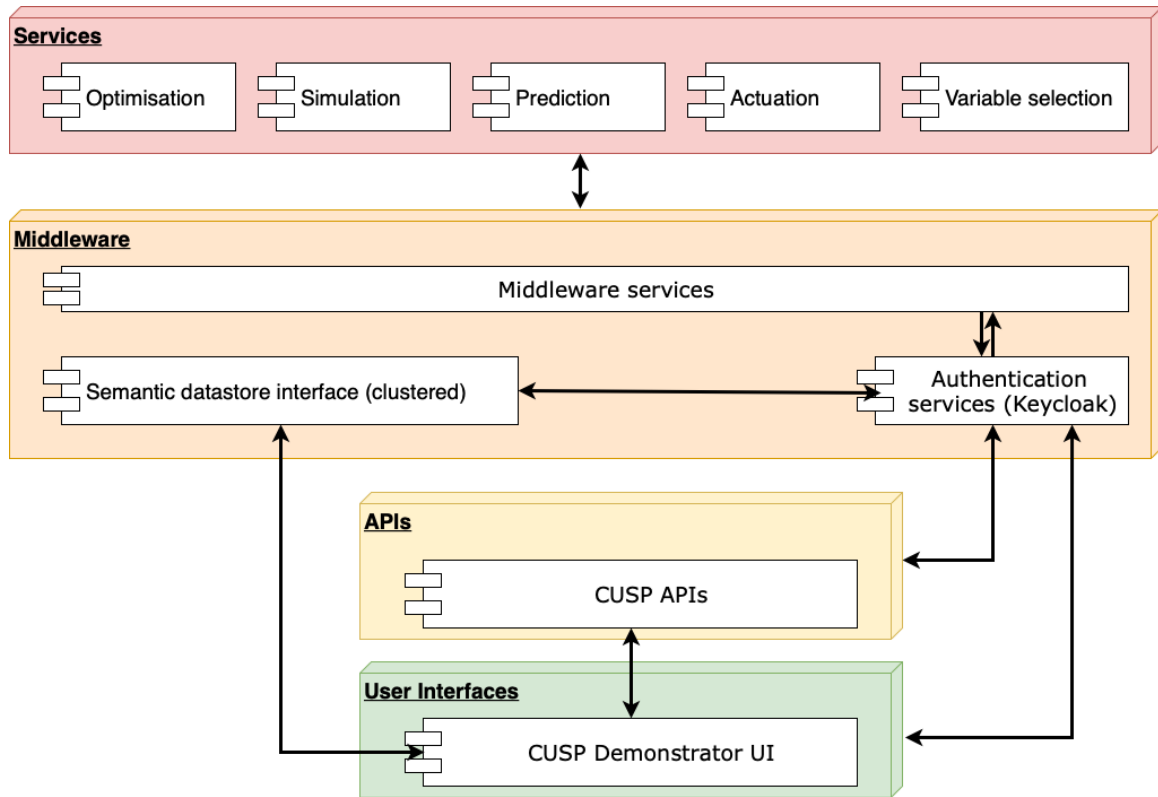 Services
Optimisation
Simulation
Prediction
Actuation
Variable selection
Middleware
Middleware services
Semantic datastore interface (clustered)
Authentication
services (Keycloak)
APIs
CUSP APIs
User Interfaces
CUSP Demonstrator UI